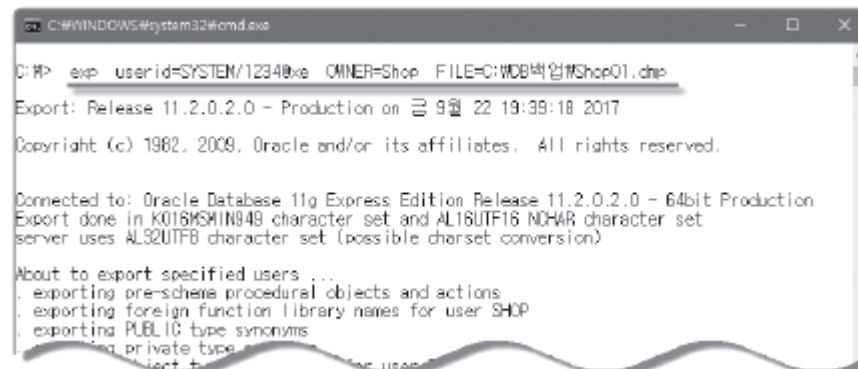 C:₩WINDOWS₩system32₩cmd.exe
C:₩> exp userid=SYSTEM/1234@xe OWNER=Shop FILE=C:₩DB백업₩Shop01.dmp
Export: Release 11.2.0.2.0 - Production on 금 9월 22 19:39:18 2017
Copyright (c) 1982, 2009, Oracle and/or its affiliates. All rights reserved.
Connected to: Oracle Database 11g Express Edition Release 11.2.0.2.0 - 64bit Production
Export done in KO16MSWIN949 character set and AL16UTF16 NCHAR character set
server uses AL32UTF8 character set (possible charset conversion)
About to export specified users ...
. exporting pre-schema procedural objects and actions
. exporting foreign function library names for user SHOP
. exporting PUBLIC type synonyms
private type
user